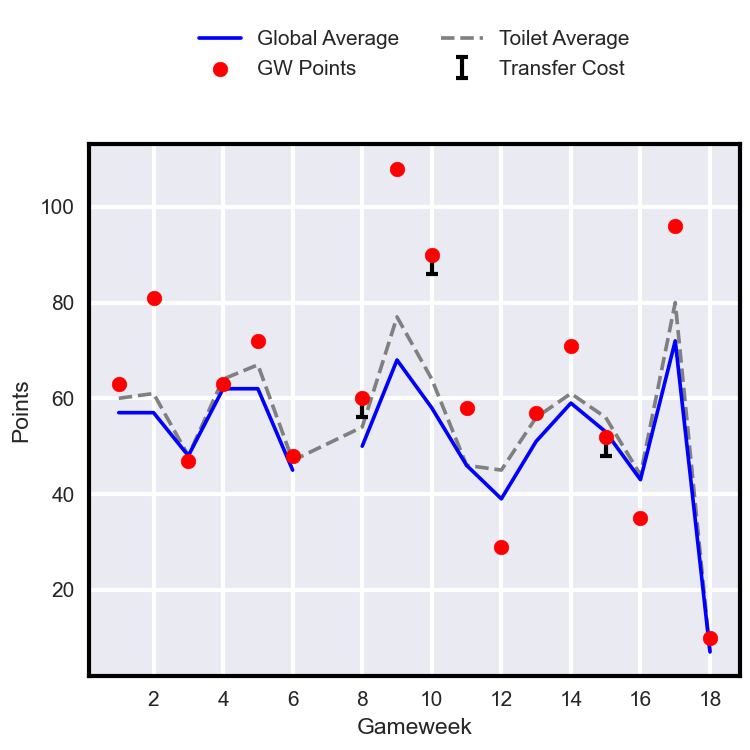 Global Average
Toilet Average
GW Points
Transfer Cost
100
80
60
40
20
Points
2 4 6 8 10 12 14 16 18
Gameweek